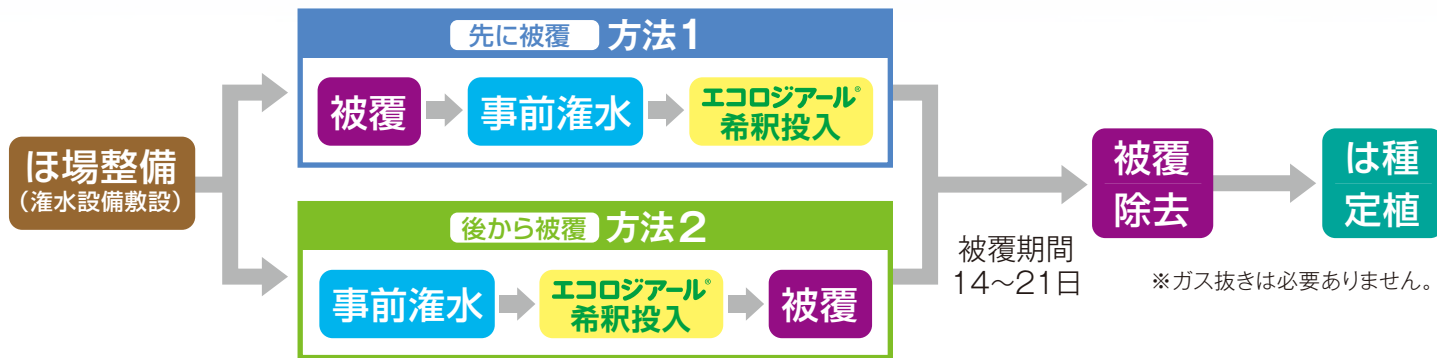 ほ場整備
(潅水設備敷設)
先に被覆 方法1
被覆
事前潅水
エコロジアール®
希釈投入
後から被覆 方法2
事前潅水
エコロジアール®
希釈投入
被覆
被覆期間
14〜21日
被覆
除去
は種
定植
※ガス抜きは必要ありません。